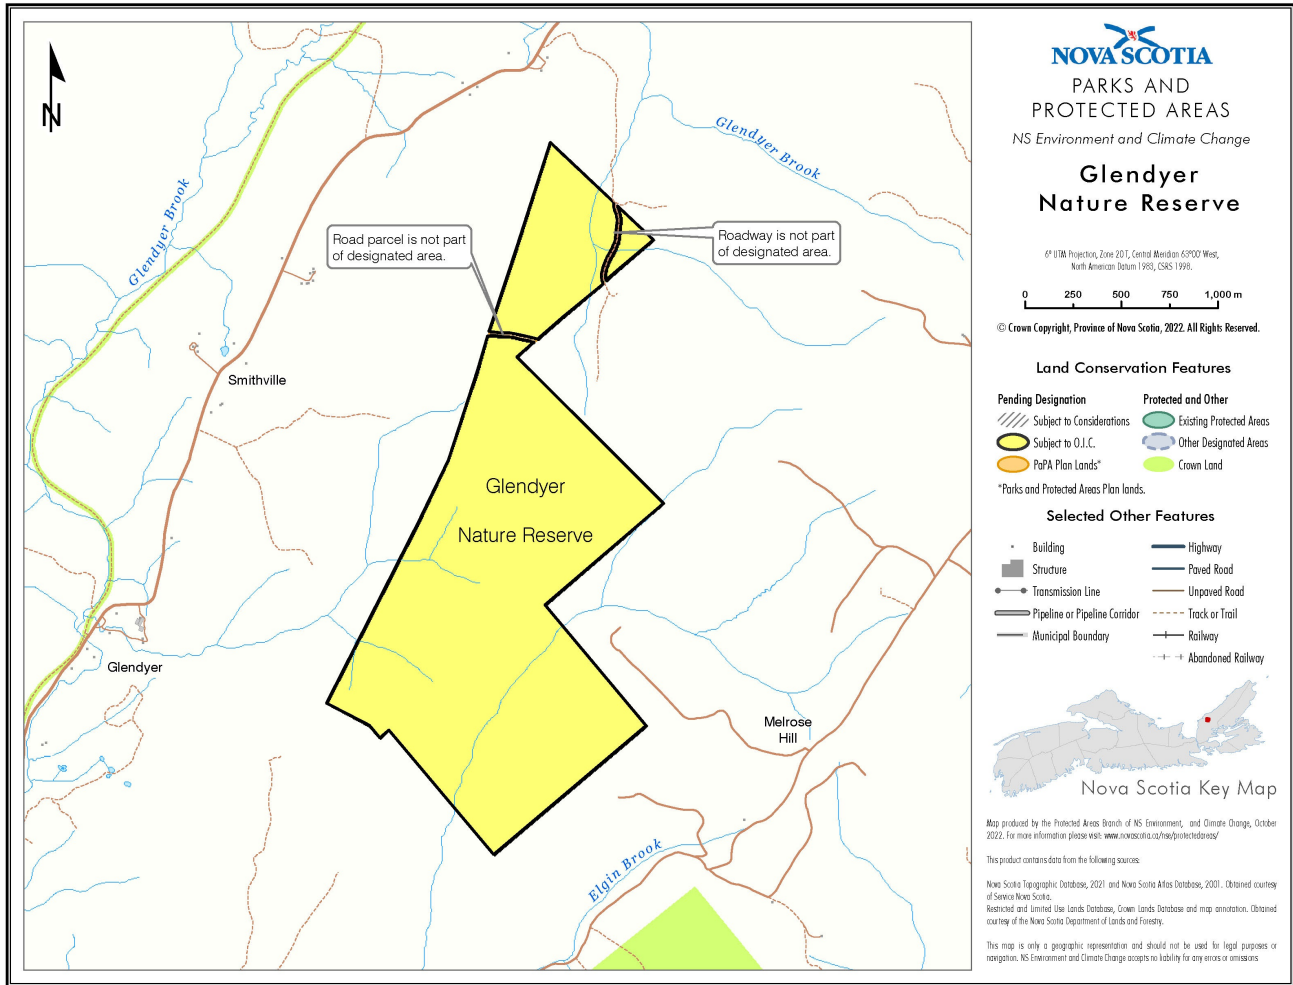 N
Glendyer Brook
Glendyer Brook
Road parcel is not part
of designated area.
Roadway is not part
of designated area.
Smithville
Glendyer
Nature Reserve
Glendyer
Melrose
Hill
Elgin Brook
NOVA SCOTIA
PARKS AND
PROTECTED AREAS
NS Environment and Climate Change
Glendyer
Nature Reserve
6° UTM Projection, Zone 20T, Central Meridian 63°00' West,
North American Datum 1983, CSRS 1998.
0 250 500 750 1,000 m
© Crown Copyright, Province of Nova Scotia, 2022. All Rights Reserved.
Land Conservation Features
Pending Designation
Subject to Considerations
Subject to O.I.C.
PaPA Plan Lands*
Protected and Other
Existing Protected Areas
Other Designated Areas
Crown Land
*Parks and Protected Areas Plan lands.
Selected Other Features
Building
Structure
Transmission Line
Pipeline or Pipeline Corridor
Municipal Boundary
Highway
Paved Road
Unpaved Road
Track or Trail
Railway
Abandoned Railway
Nova Scotia Key Map
Map produced by the Protected Areas Branch of NS Environment, and Climate Change, October
2022. For more information please visit: www.novascotia.ca/nse/protectedareas/
This product contains data from the following sources:
Nova Scotia Topographic Database, 2021 and Nova Scotia Atlas Database, 2001. Obtained courtesy
of Service Nova Scotia.
Restricted and Limited Use Lands Database, Crown Lands Database and map annotation. Obtained
courtesy of the Nova Scotia Department of Lands and Forestry.
This map is only a geographic representation and should not be used for legal purposes or
navigation. NS Environment and Climate Change accepts no liability for any errors or omissions